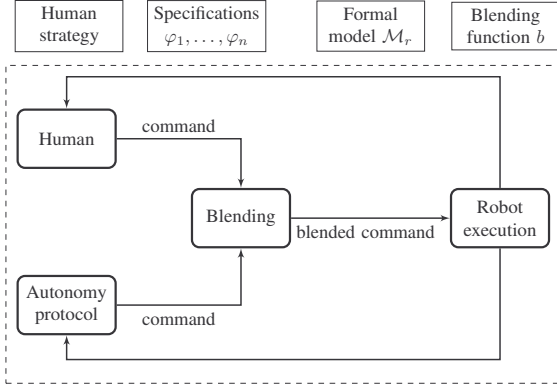 Human
strategy
Specifications
φ₁, . . . , φₙ
Formal
model ℳᵣ
Blending
function b
Human
command
Blending
blended command
Robot
execution
Autonomy
protocol
command